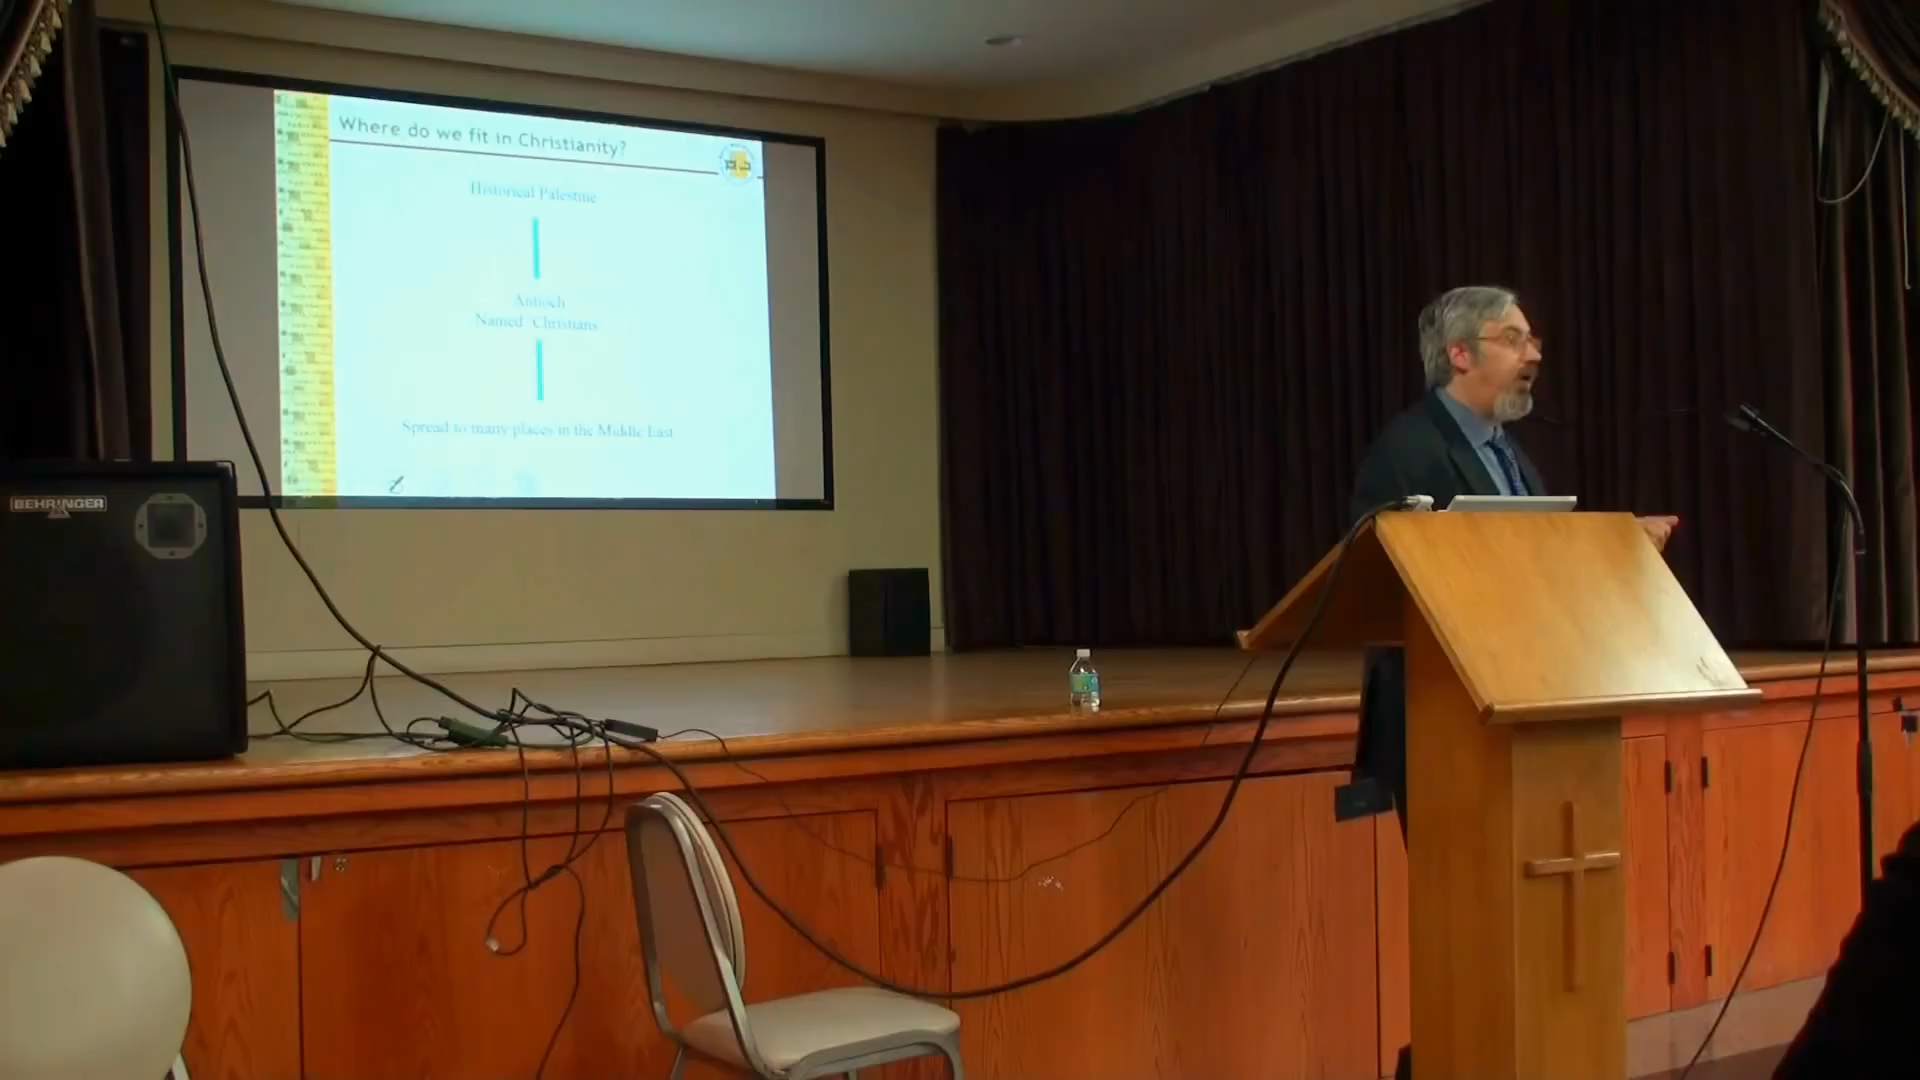 Where do we fit in Christianity?
Historical Palestine
Antioch
Named Christians
Spread to many places in the Middle East
BEHRINGER